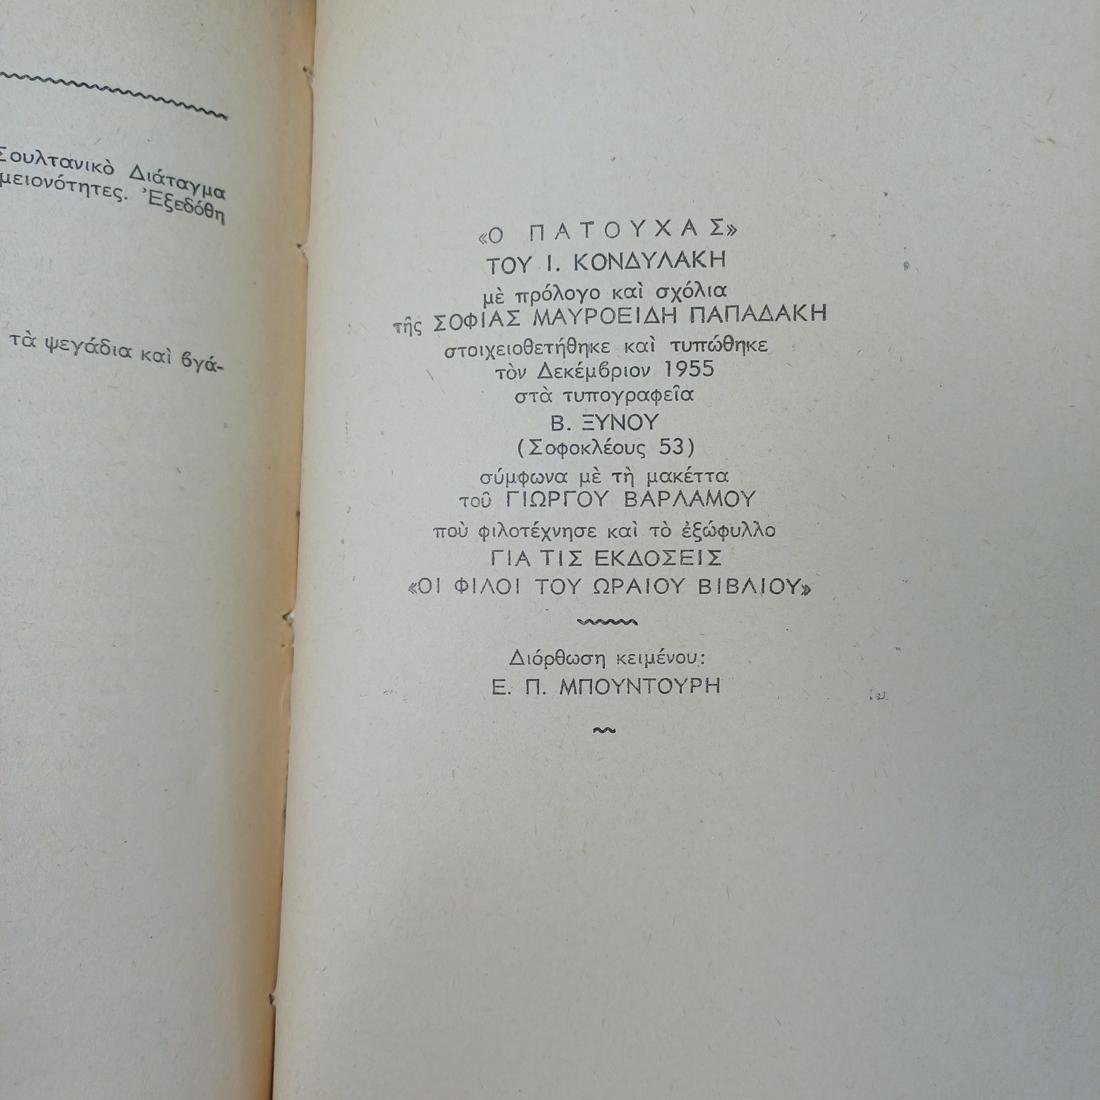 Σουλτανικὸ Διάταγμα
μειονότητες. Ἐξεδόθη
τὰ ψεγάδια καὶ βγά-
«Ο ΠΑΤΟΥΧΑΣ»
ΤΟΥ Ι. ΚΟΝΔΥΛΑΚΗ
μὲ πρόλογο καὶ σχόλια
τῆς ΣΟΦΙΑΣ ΜΑΥΡΟΕΙΔΗ ΠΑΠΑΔΑΚΗ
στοιχειοθετήθηκε καὶ τυπώθηκε
τὸν Δεκέμβριον 1955
στὰ τυπογραφεῖα
Β. ΞΥΝΟΥ
(Σοφοκλέους 53)
σύμφωνα μὲ τὴ μακέττα
τοῦ ΓΙΩΡΓΟΥ ΒΑΡΛΑΜΟΥ
ποὺ φιλοτέχνησε καὶ τὸ ἐξώφυλλο
ΓΙΑ ΤΙΣ ΕΚΔΟΣΕΙΣ
«ΟΙ ΦΙΛΟΙ ΤΟΥ ΩΡΑΙΟΥ ΒΙΒΛΙΟΥ»
Διόρθωση κειμένου:
Ε. Π. ΜΠΟΥΝΤΟΥΡΗ